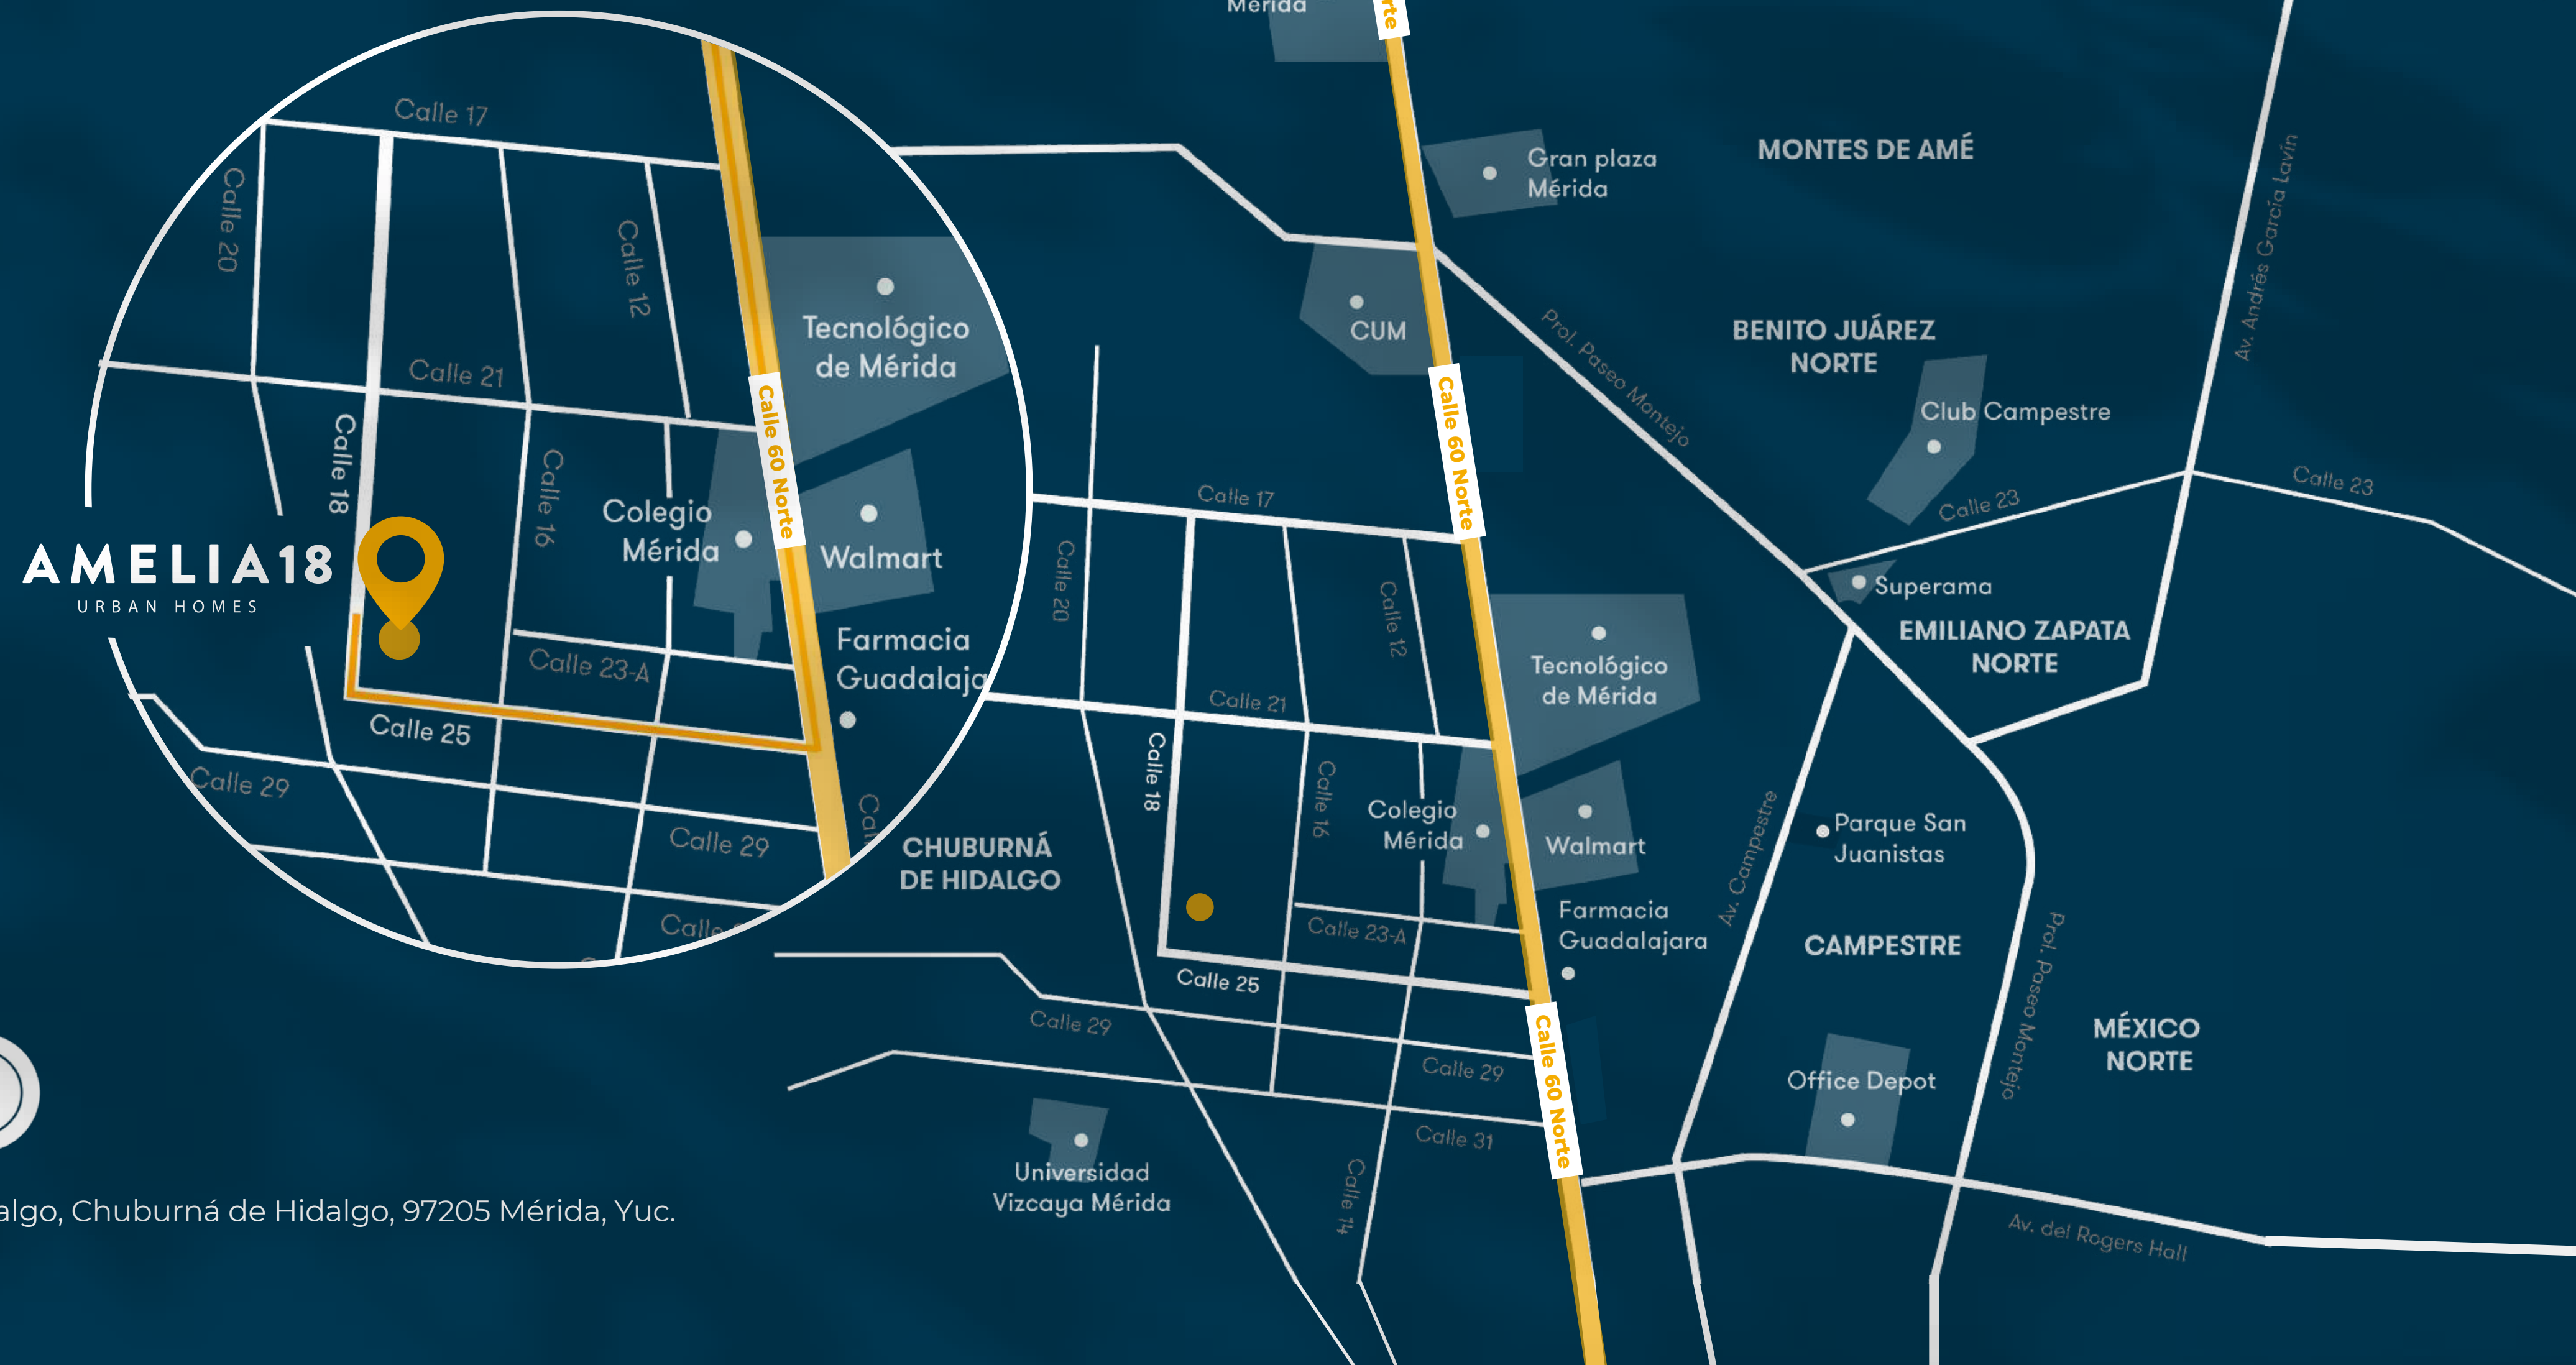 Calle 17
Calle 20
Calle 12
Tecnológico
de Mérida
Calle 21
Calle 60 Norte
Calle 18
Calle 16
Colegio
Mérida
Walmart
AMELIA18
URBAN HOMES
Farmacia
Guadalaja
Calle 23-A
Calle 25
Calle 29
Calle 29
Calle
Mérida
Gran plaza
Mérida
MONTES DE AMÉ
Av. Andrés García Lavín
CUM
Prol. Paseo Montejo
BENITO JUÁREZ
NORTE
Calle 60 Norte
Club Campestre
Calle 23
Calle 23
Calle 17
Calle 20
Calle 12
Superama
EMILIANO ZAPATA
NORTE
Tecnológico
de Mérida
Calle 21
Calle 18
Calle 16
Colegio
Mérida
Walmart
Av. Campestre
Parque San
Juanistas
CHUBURNÁ
DE HIDALGO
Calle 23-A
Farmacia
Guadalajara
CAMPESTRE
Prol. Paseo Montejo
Calle 25
Calle 29
Calle 29
Calle 60 Norte
MÉXICO
NORTE
Office Depot
Calle 31
Universidad
Vizcaya Mérida
Calle 14
Av. del Rogers Hall
algo, Chuburná de Hidalgo, 97205 Mérida, Yuc.